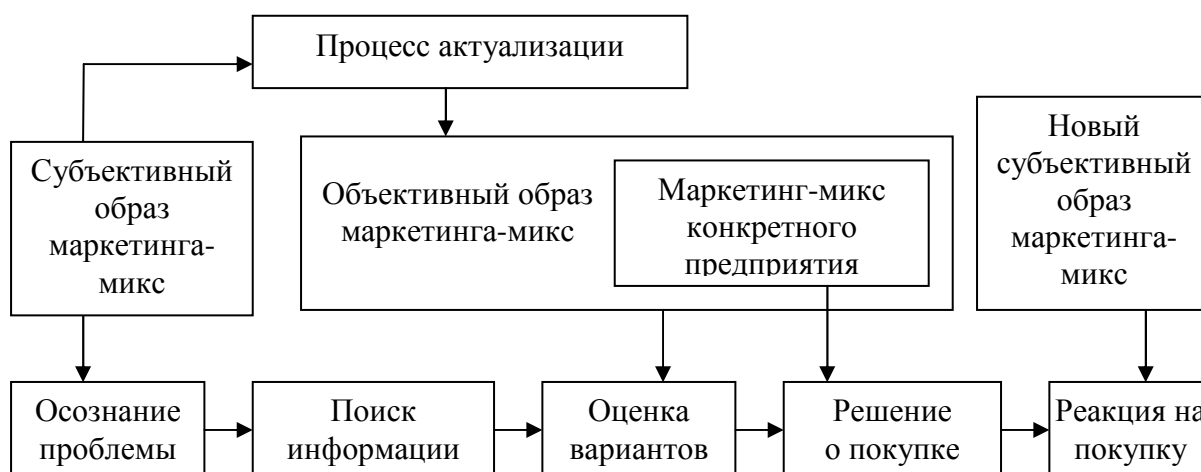 Процесс актуализации
Субъективный
образ
маркетинга-
микс
Объективный образ
маркетинга-микс
Маркетинг-микс
конкретного
предприятия
Новый
субъективный
образ
маркетинга-
микс
Осознание
проблемы
Поиск
информации
Оценка
вариантов
Решение
о покупке
Реакция на
покупку